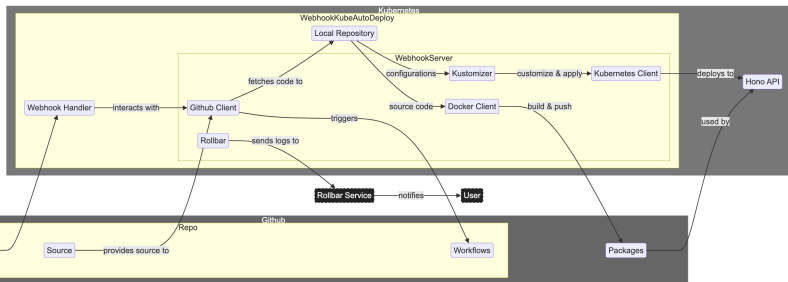 Kubernetes
WebhookKubeAutoDeploy
Local Repository
WebhookServer
fetches code to
configurations
Kustomizer
customize & apply
Kubernetes Client
deploys to
Hono API
Webhook Handler
interacts with
Github Client
source code
Docker Client
build & push
triggers
used by
Rollbar
sends logs to
Rollbar Service
notifies
User
Github
Repo
Source
provides source to
Workflows
Packages